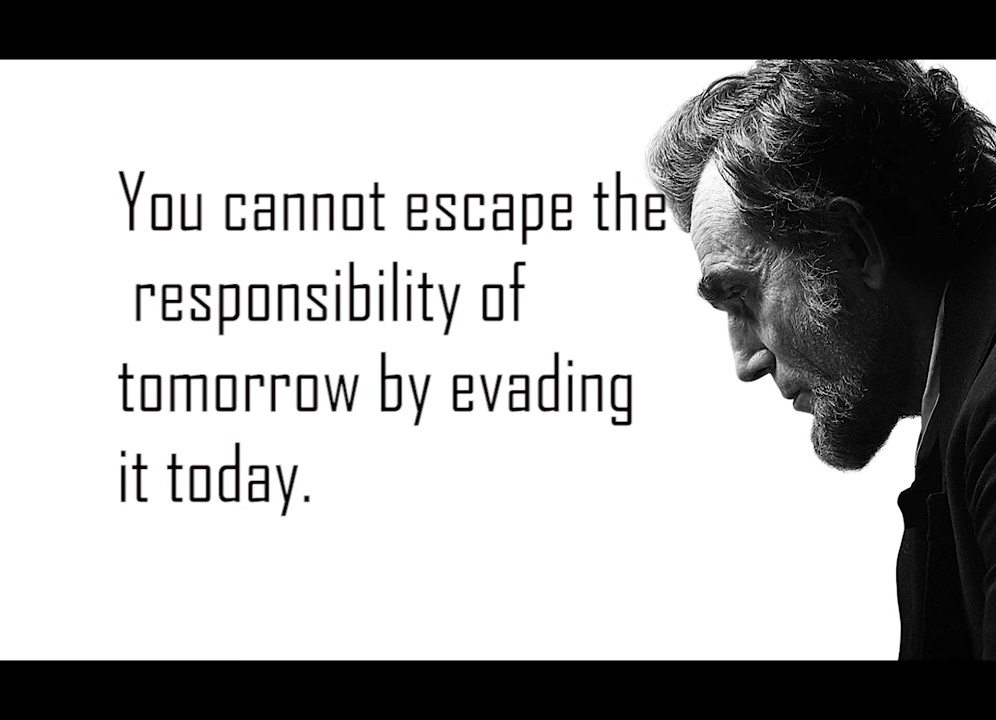 You cannot escape the
responsibility of
tomorrow by evading
it today.